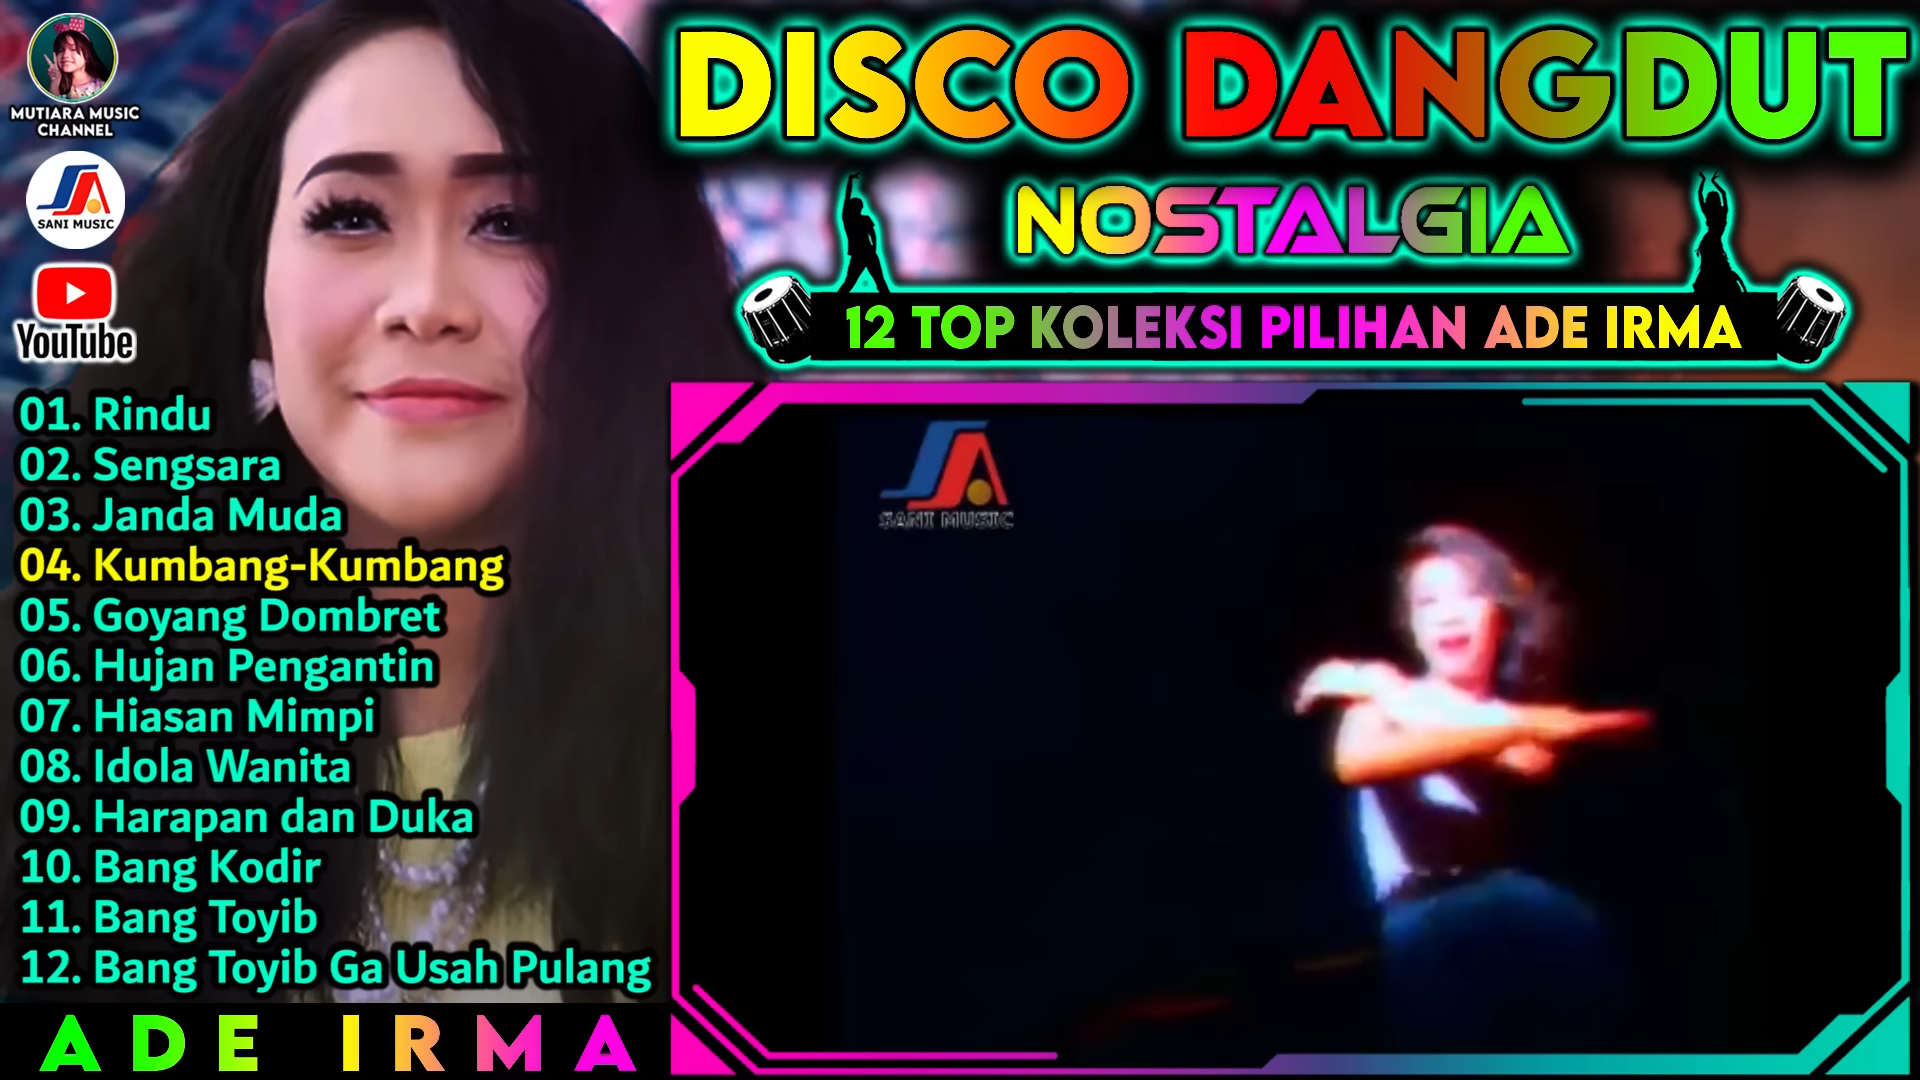 MUTIARA MUSIC
CHANNEL
SANI MUSIC
YouTube
DISCO DANGDUT
NOSTALGIA
12 TOP KOLEKSI PILIHAN ADE IRMA
SANI MUSIC
01. Rindu
02. Sengsara
03. Janda Muda
04. Kumbang-Kumbang
05. Goyang Dombret
06. Hujan Pengantin
07. Hiasan Mimpi
08. Idola Wanita
09. Harapan dan Duka
10. Bang Kodir
11. Bang Toyib
12. Bang Toyib Ga Usah Pulang
ADE IRMA